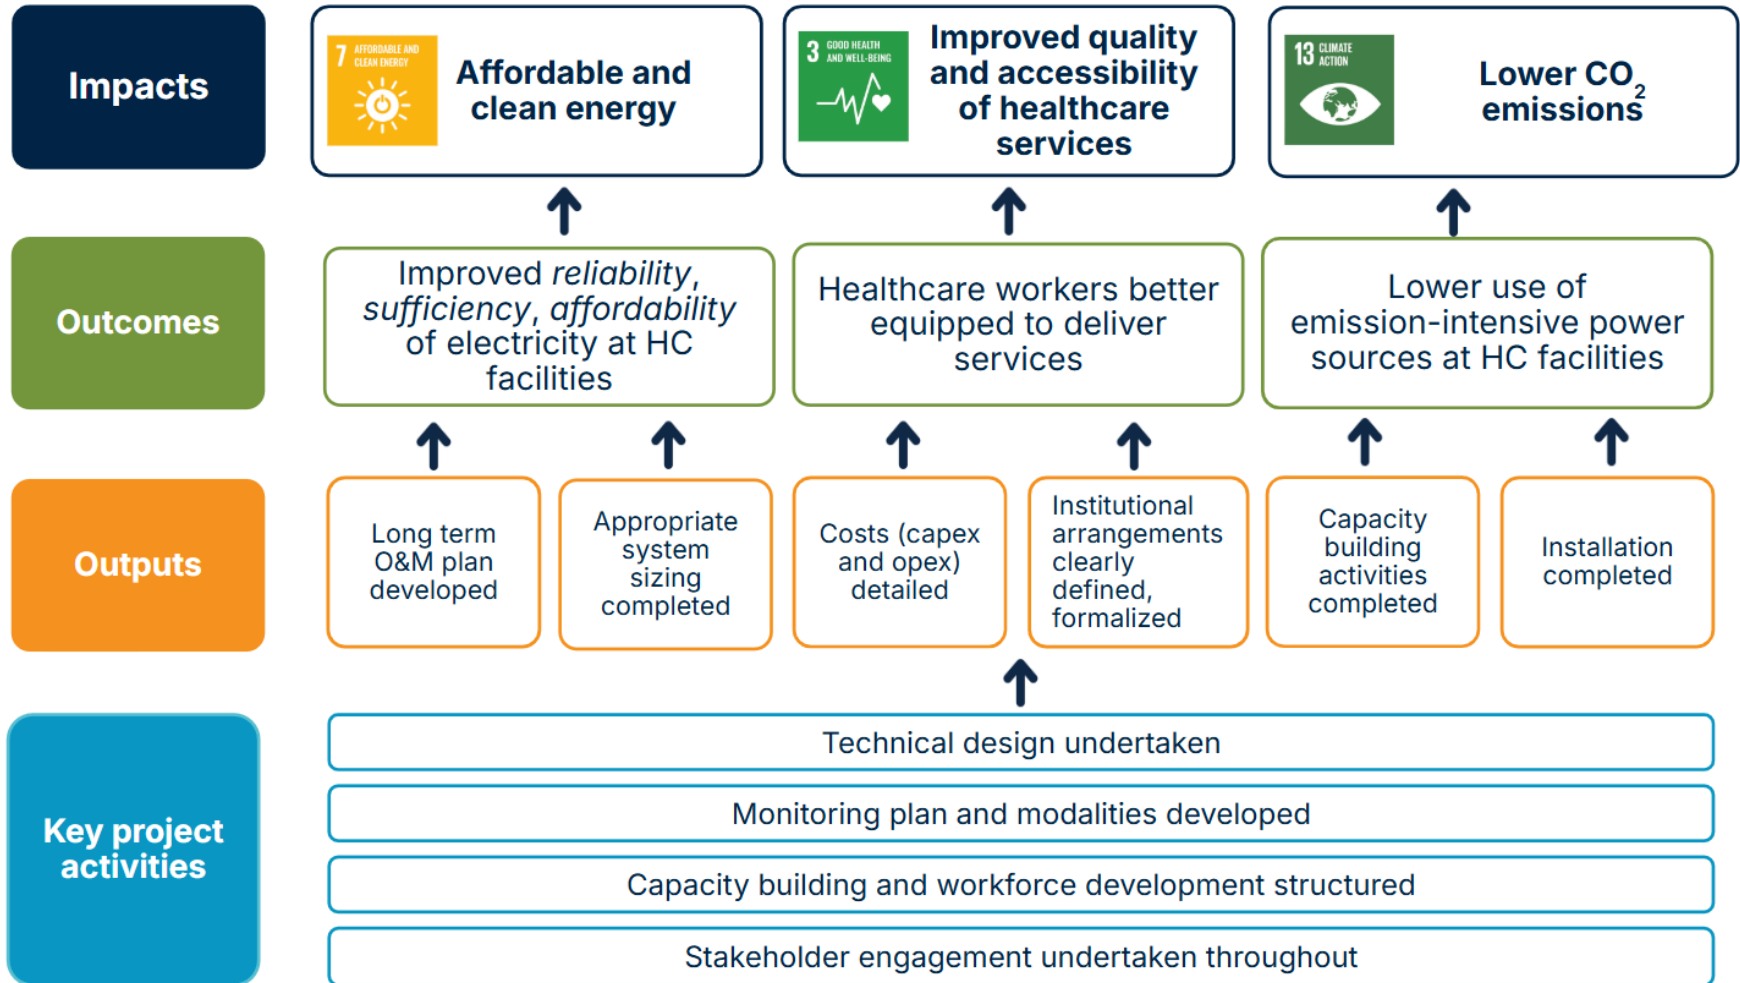 Impacts
7 AFFORDABLE AND
CLEAN ENERGY
Affordable and
clean energy
3 GOOD HEALTH
AND WELL-BEING
Improved quality
and accessibility
of healthcare
services
13 CLIMATE
ACTION
Lower CO2
emissions
Outcomes
Improved reliability,
sufficiency, affordability
of electricity at HC
facilities
Healthcare workers better
equipped to deliver
services
Lower use of
emission-intensive power
sources at HC facilities
Outputs
Long term
O&M plan
developed
Appropriate
system
sizing
completed
Costs (capex
and opex)
detailed
Institutional
arrangements
clearly
defined,
formalized
Capacity
building
activities
completed
Installation
completed
Key project
activities
Technical design undertaken
Monitoring plan and modalities developed
Capacity building and workforce development structured
Stakeholder engagement undertaken throughout